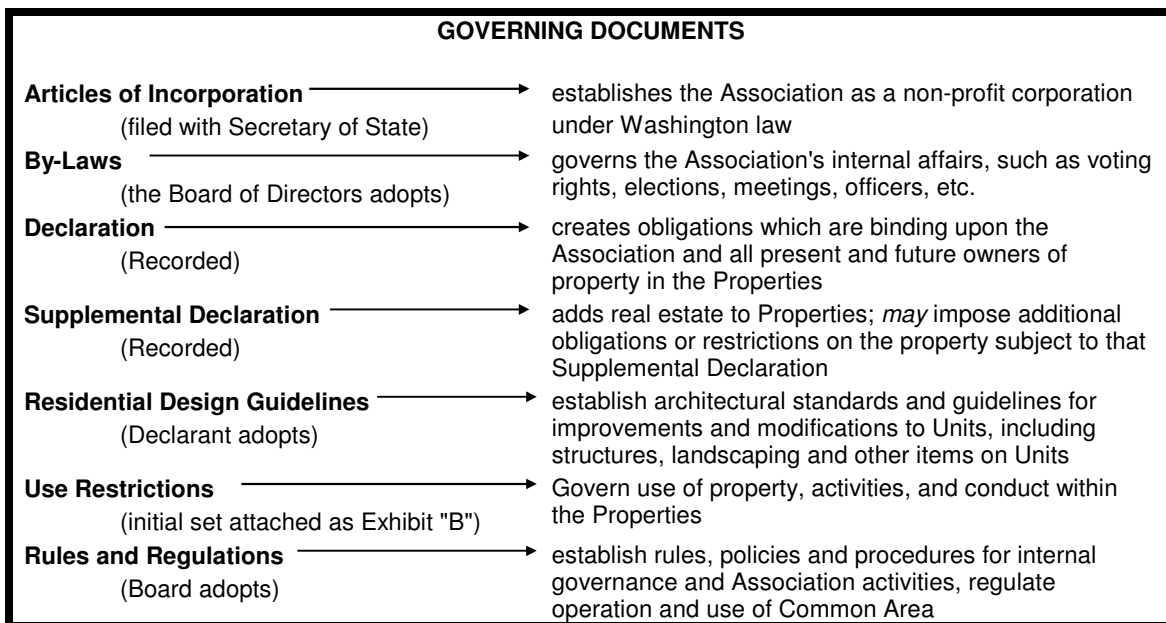 GOVERNING DOCUMENTS
Articles of Incorporation
(filed with Secretary of State)
establishes the Association as a non-profit corporation
under Washington law
By-Laws
(the Board of Directors adopts)
governs the Association's internal affairs, such as voting
rights, elections, meetings, officers, etc.
Declaration
(Recorded)
creates obligations which are binding upon the
Association and all present and future owners of
property in the Properties
Supplemental Declaration
(Recorded)
adds real estate to Properties; may impose additional
obligations or restrictions on the property subject to that
Supplemental Declaration
Residential Design Guidelines
(Declarant adopts)
establish architectural standards and guidelines for
improvements and modifications to Units, including
structures, landscaping and other items on Units
Use Restrictions
(initial set attached as Exhibit "B")
Govern use of property, activities, and conduct within
the Properties
Rules and Regulations
(Board adopts)
establish rules, policies and procedures for internal
governance and Association activities, regulate
operation and use of Common Area